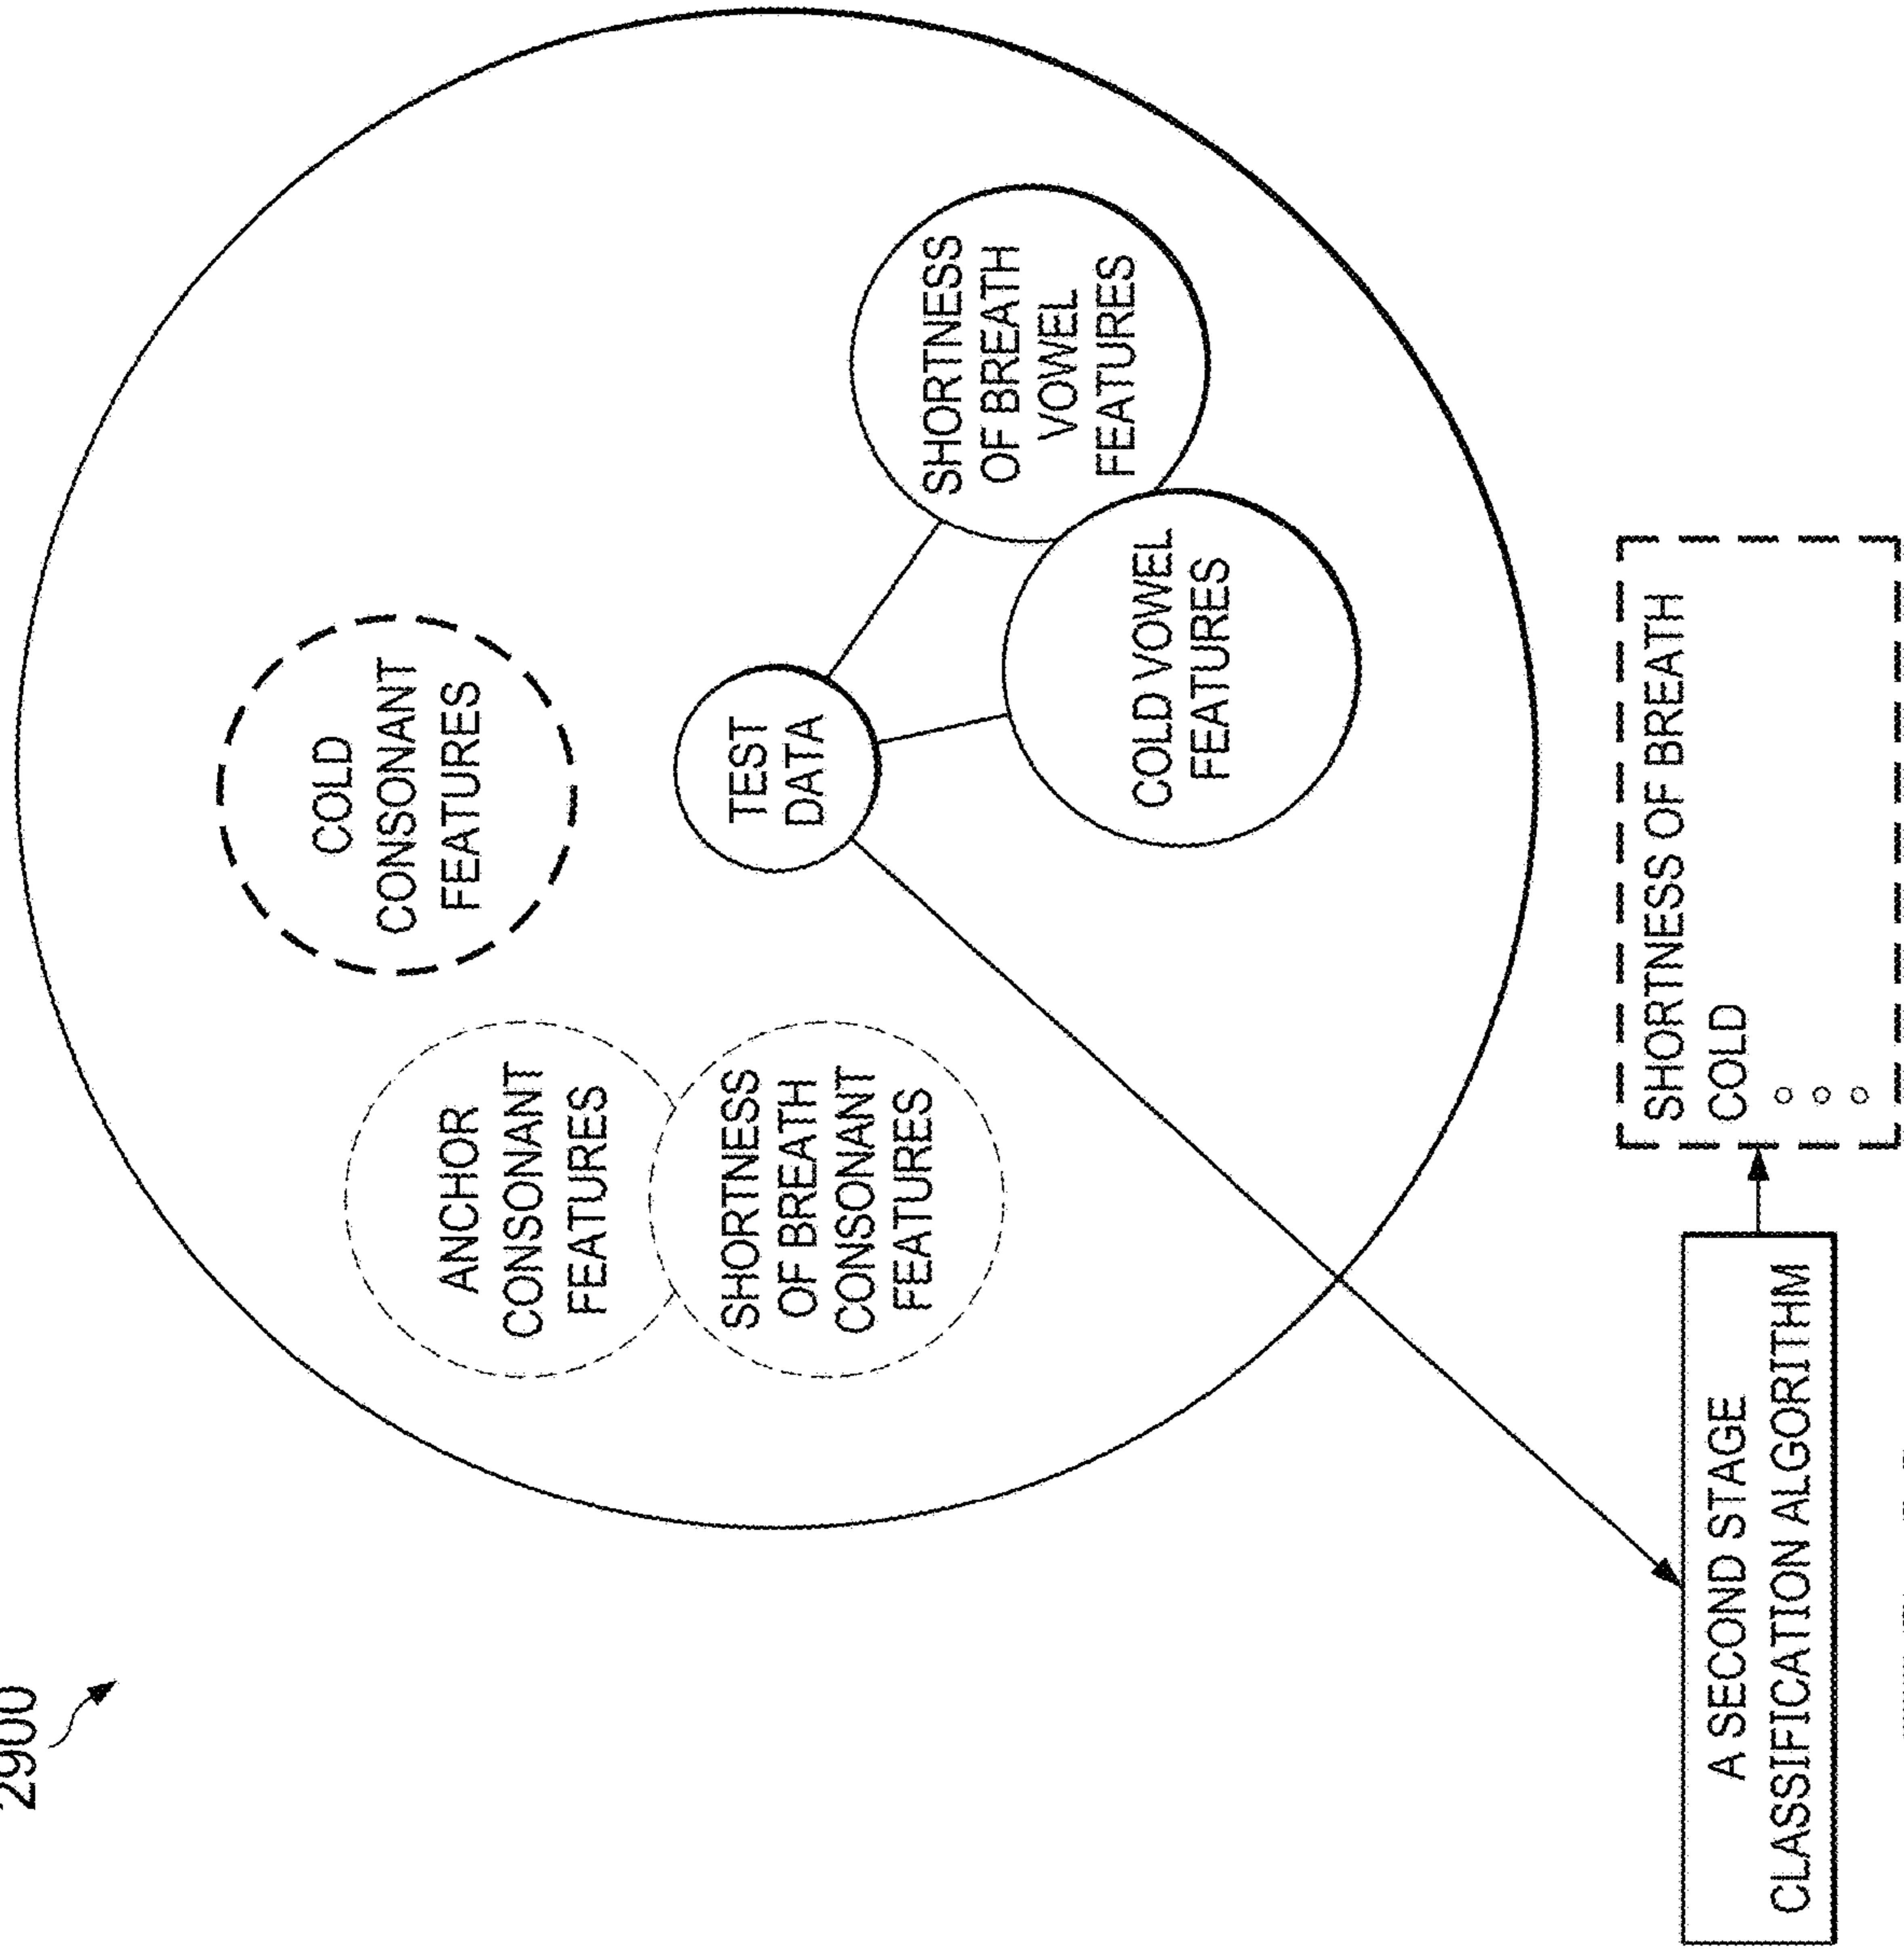 2900
ANCHOR
CONSONANT
FEATURES
SHORTNESS
OF BREATH
CONSONANT
FEATURES
COLD
CONSONANT
FEATURES
TEST
DATA
SHORTNESS
OF BREATH
VOWEL
FEATURES
COLD VOWEL
FEATURES
A SECOND STAGE
CLASSIFICATION ALGORITHM
SHORTNESS OF BREATH
COLD